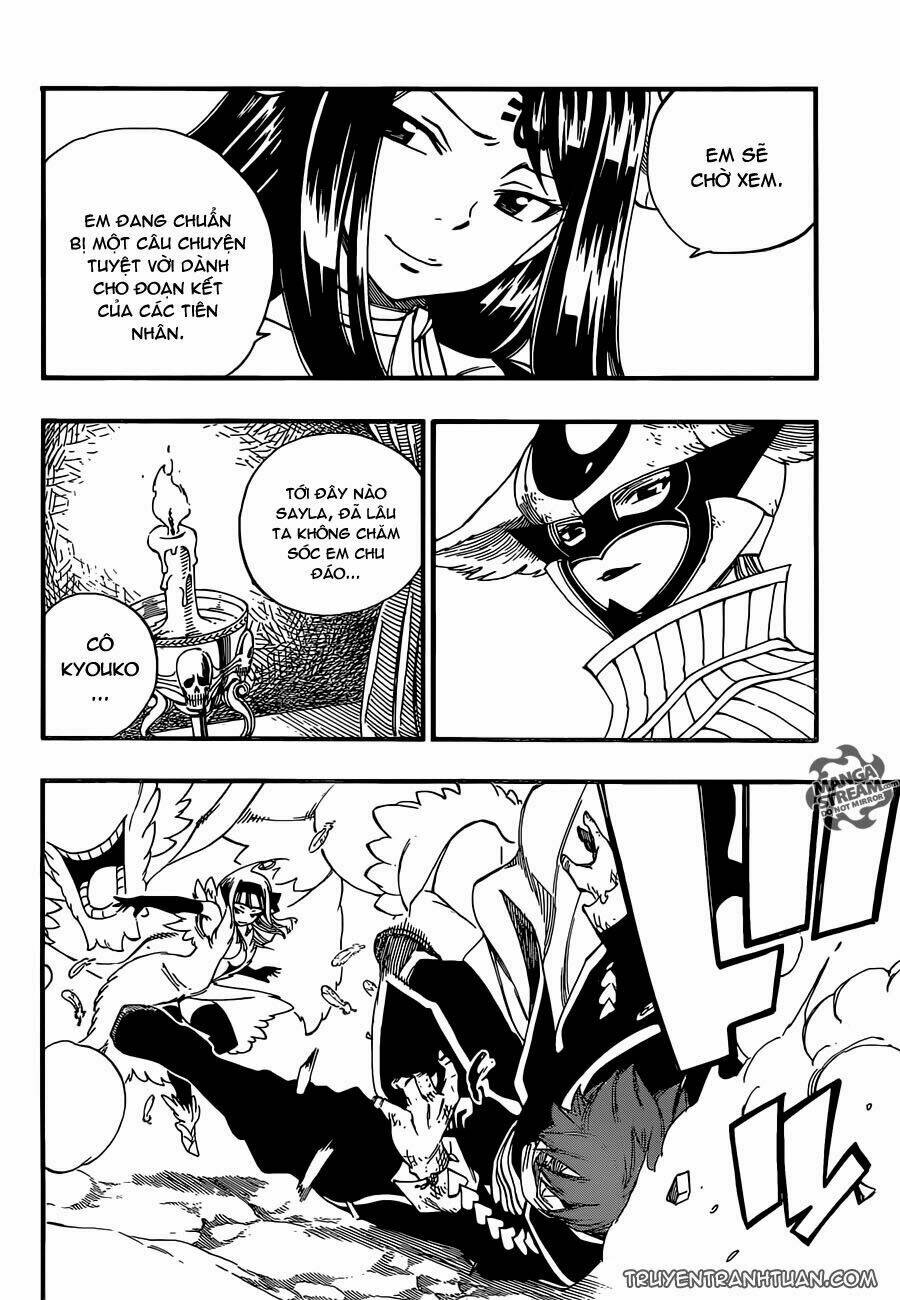 EM SẼ
CHỜ XEM.
EM ĐANG CHUẨN
BỊ MỘT CÂU CHUYỆN
TUYỆT VỜI DÀNH
CHO ĐOẠN KẾT
CỦA CÁC TIÊN
NHÂN.
TỚI ĐÂY NÀO
SAYLA, ĐÃ LÂU
TA KHÔNG CHĂM
SÓC EM CHU
ĐÁO...
CÔ
KYOUKO
...
MANGA
STREAM.com
DO NOT MIRROR
TRUYENTRANHTUAN.COM